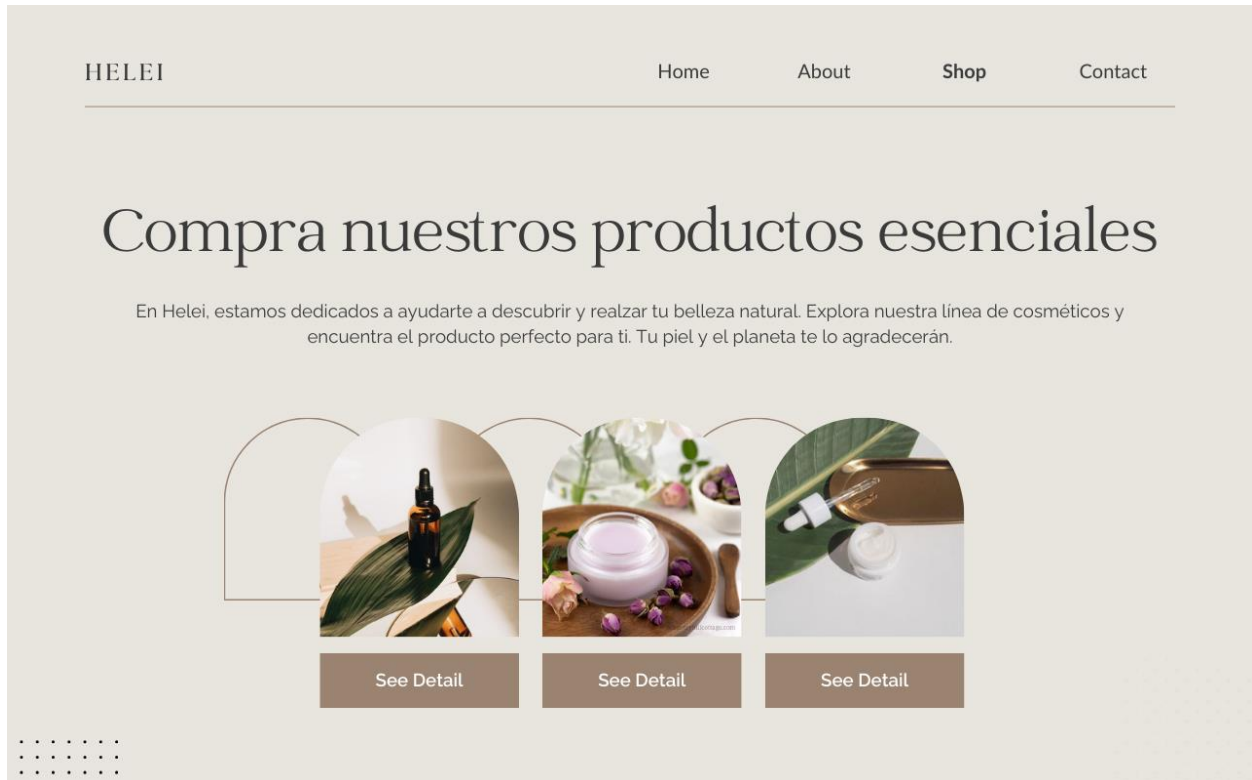 HELEI Home About Shop Contact
Compra nuestros productos esenciales
En Helei, estamos dedicados a ayudarte a descubrir y realzar tu belleza natural. Explora nuestra línea de cosméticos y
encuentra el producto perfecto para ti. Tu piel y el planeta te lo agradecerán.
See Detail See Detail See Detail